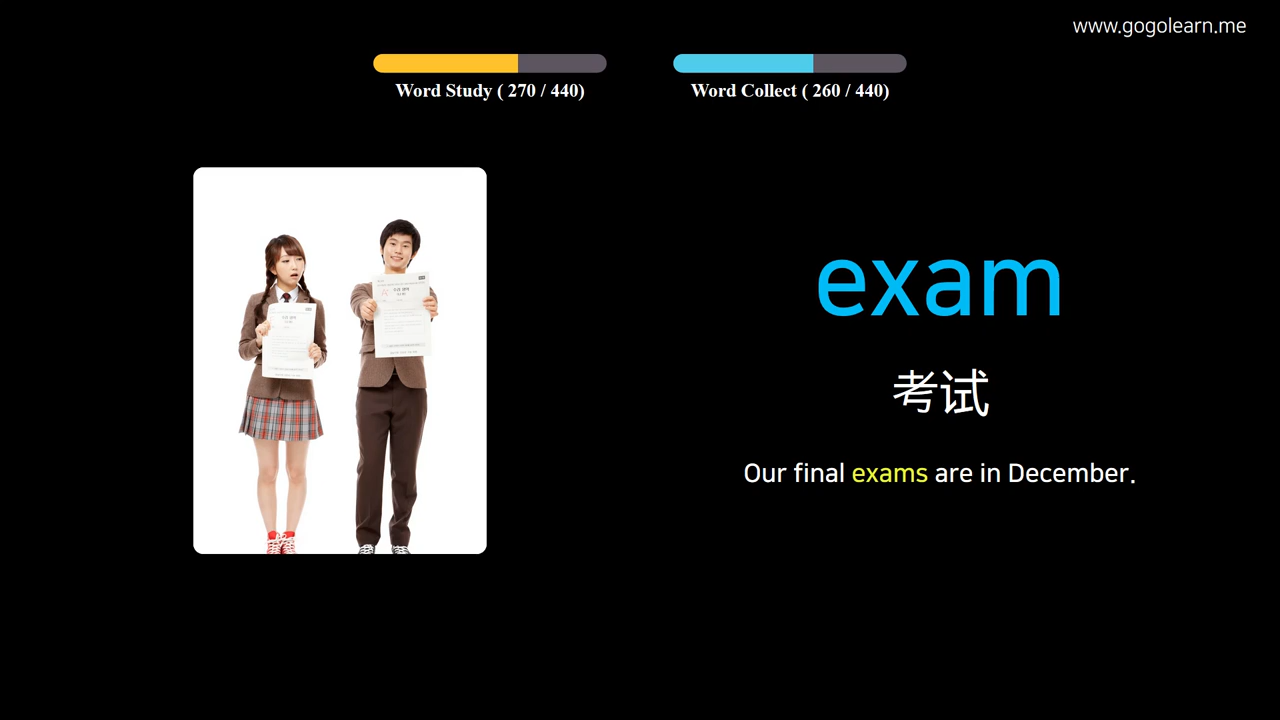 www.gogolearn.me
Word Study ( 270 / 440)
Word Collect ( 260 / 440)
exam
考试
Our final exams are in December.